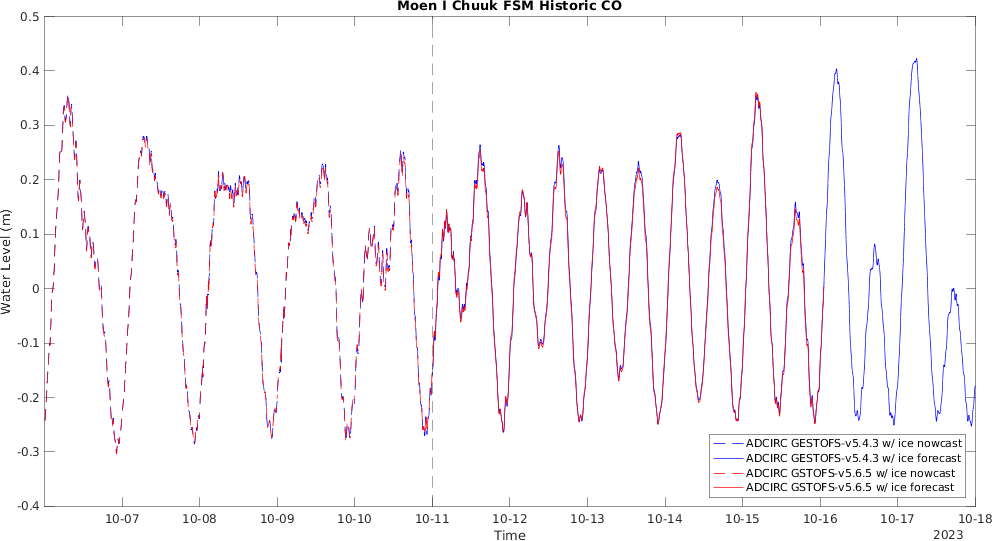 Moen I Chuuk FSM Historic CO
0.5
0.4
0.3
0.2
0.1
0
-0.1
-0.2
-0.3
-0.4
Water Level (m)
ADCIRC GESTOFS-v5.4.3 w/ ice nowcast
ADCIRC GESTOFS-v5.4.3 w/ ice forecast
ADCIRC GSTOFS-v5.6.5 w/ ice nowcast
ADCIRC GSTOFS-v5.6.5 w/ ice forecast
10-07 10-08 10-09 10-10 10-11 10-12 10-13 10-14 10-15 10-16 10-17 10-18
Time
2023